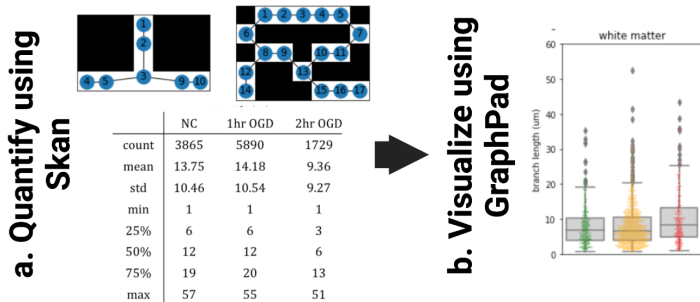 a. Quantify using
Skan
1
2
4 5 3 9 10
1 2 3 4 5
6 7
8 9 10 11
12 13
14 15 16 17
NC 1hr OGD 2hr OGD
count 3865 5890 1729
mean 13.75 14.18 9.36
std 10.46 10.54 9.27
min 1 1 1
25% 6 6 3
50% 12 12 6
75% 19 20 13
max 57 55 51
b. Visualize using
GraphPad
white matter
branch length (um)
60
50
40
30
20
10
0